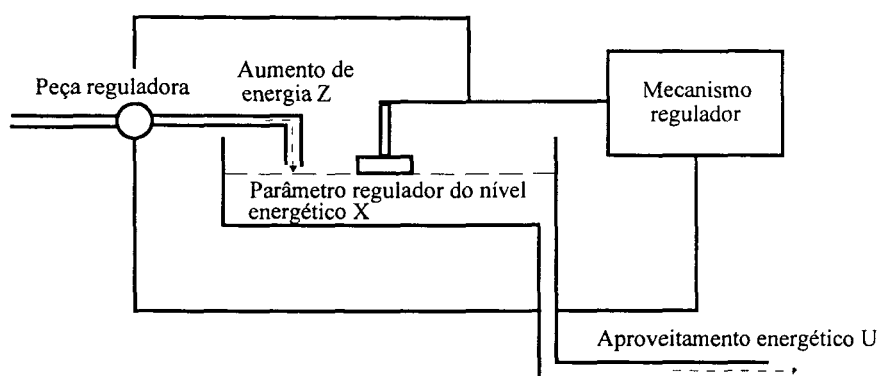 Peça reguladora
Aumento de
energia Z
Mecanismo
regulador
Parâmetro regulador do nível
energético X
Aproveitamento energético U